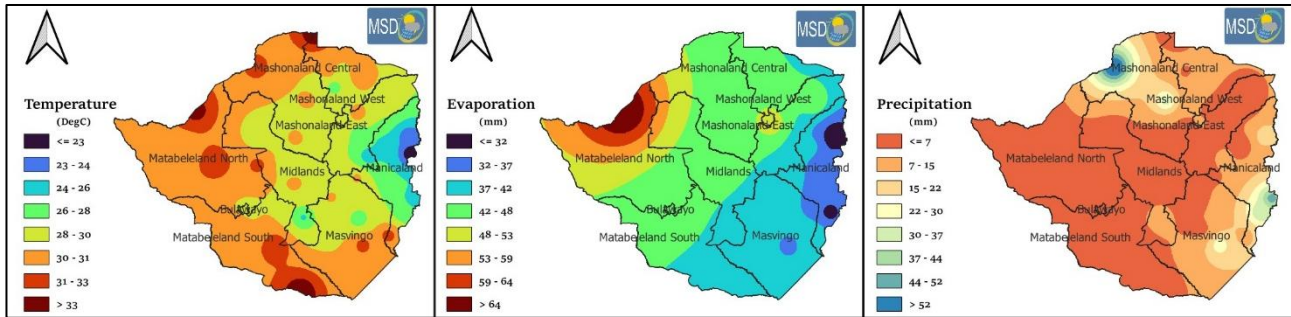 MSD
Mashonaland Central
Temperature
(DegC)
<= 23
23 - 24
24 - 26
26 - 28
28 - 30
30 - 31
31 - 33
> 33
Mashonaland West
Mashonaland East
Matabeleland North
Midlands
Manicaland
Bulawayo
Matabeleland South
Masvingo
MSD
Mashonaland Central
Evaporation
(mm)
<= 32
32 - 37
37 - 42
42 - 48
48 - 53
53 - 59
59 - 64
> 64
Mashonaland West
Mashonaland East
Matabeleland North
Midlands
Manicaland
Bulawayo
Matabeleland South
Masvingo
MSD
Mashonaland Central
Precipitation
(mm)
<= 7
7 - 15
15 - 22
22 - 30
30 - 37
37 - 44
44 - 52
> 52
Mashonaland West
Mashonaland East
Matabeleland North
Midlands
Manicaland
Bulawayo
Matabeleland South
Masvingo